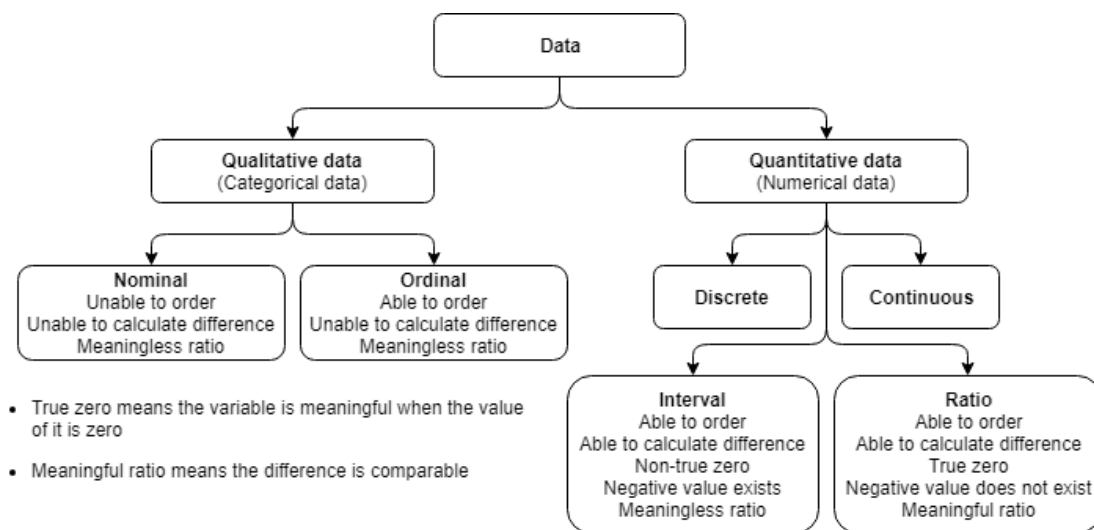 Data
Qualitative data
(Categorical data)
Quantitative data
(Numerical data)
Nominal
Unable to order
Unable to calculate difference
Meaningless ratio
Ordinal
Able to order
Unable to calculate difference
Meaningless ratio
Discrete
Continuous
Interval
Able to order
Able to calculate difference
Non-true zero
Negative value exists
Meaningless ratio
Ratio
Able to order
Able to calculate difference
True zero
Negative value does not exist
Meaningful ratio
• True zero means the variable is meaningful when the value
of it is zero
• Meaningful ratio means the difference is comparable